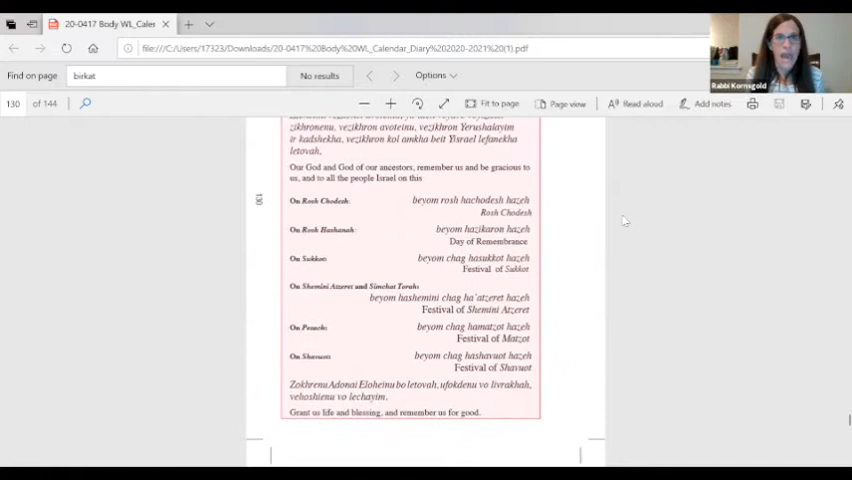 20-0417 Body WL_Calen
file:///C:/Users/17323/Downloads/20-0417%20Body%20WL_Calendar_Diary%202020-2021%20(1).pdf
Find on page
birkat
No results
Options
Rabbi Kornsgold
130 of 144
Fit to page
Page view
Read aloud
Add notes
zikhronenu, vezikhron avoteinu, vezikhron Yerushalayim
ir kadshekha, vezikhron kol amkha beit Yisrael lefanekha
letovah.
Our God and God of our ancestors, remember us and be gracious to
us, and to all the people Israel on this
130
On Rosh Chodesh: beyom rosh hachodesh hazeh
Rosh Chodesh
On Rosh Hashanah: beyom hazikaron hazeh
Day of Remembrance
On Sukkot: beyom chag hasukkot hazeh
Festival of Sukkot
On Shemini Atzeret and Simchat Torah:
beyom hashemini chag ha'atzeret hazeh
Festival of Shemini Atzeret
On Pesach: beyom chag hamatzot hazeh
Festival of Matzot
On Shavuot: beyom chag hashavuot hazeh
Festival of Shavuot
Zokhrenu Adonai Eloheinu bo letovah, ufokdenu vo livrakhah,
vehoshienu vo lechayim.
Grant us life and blessing, and remember us for good.